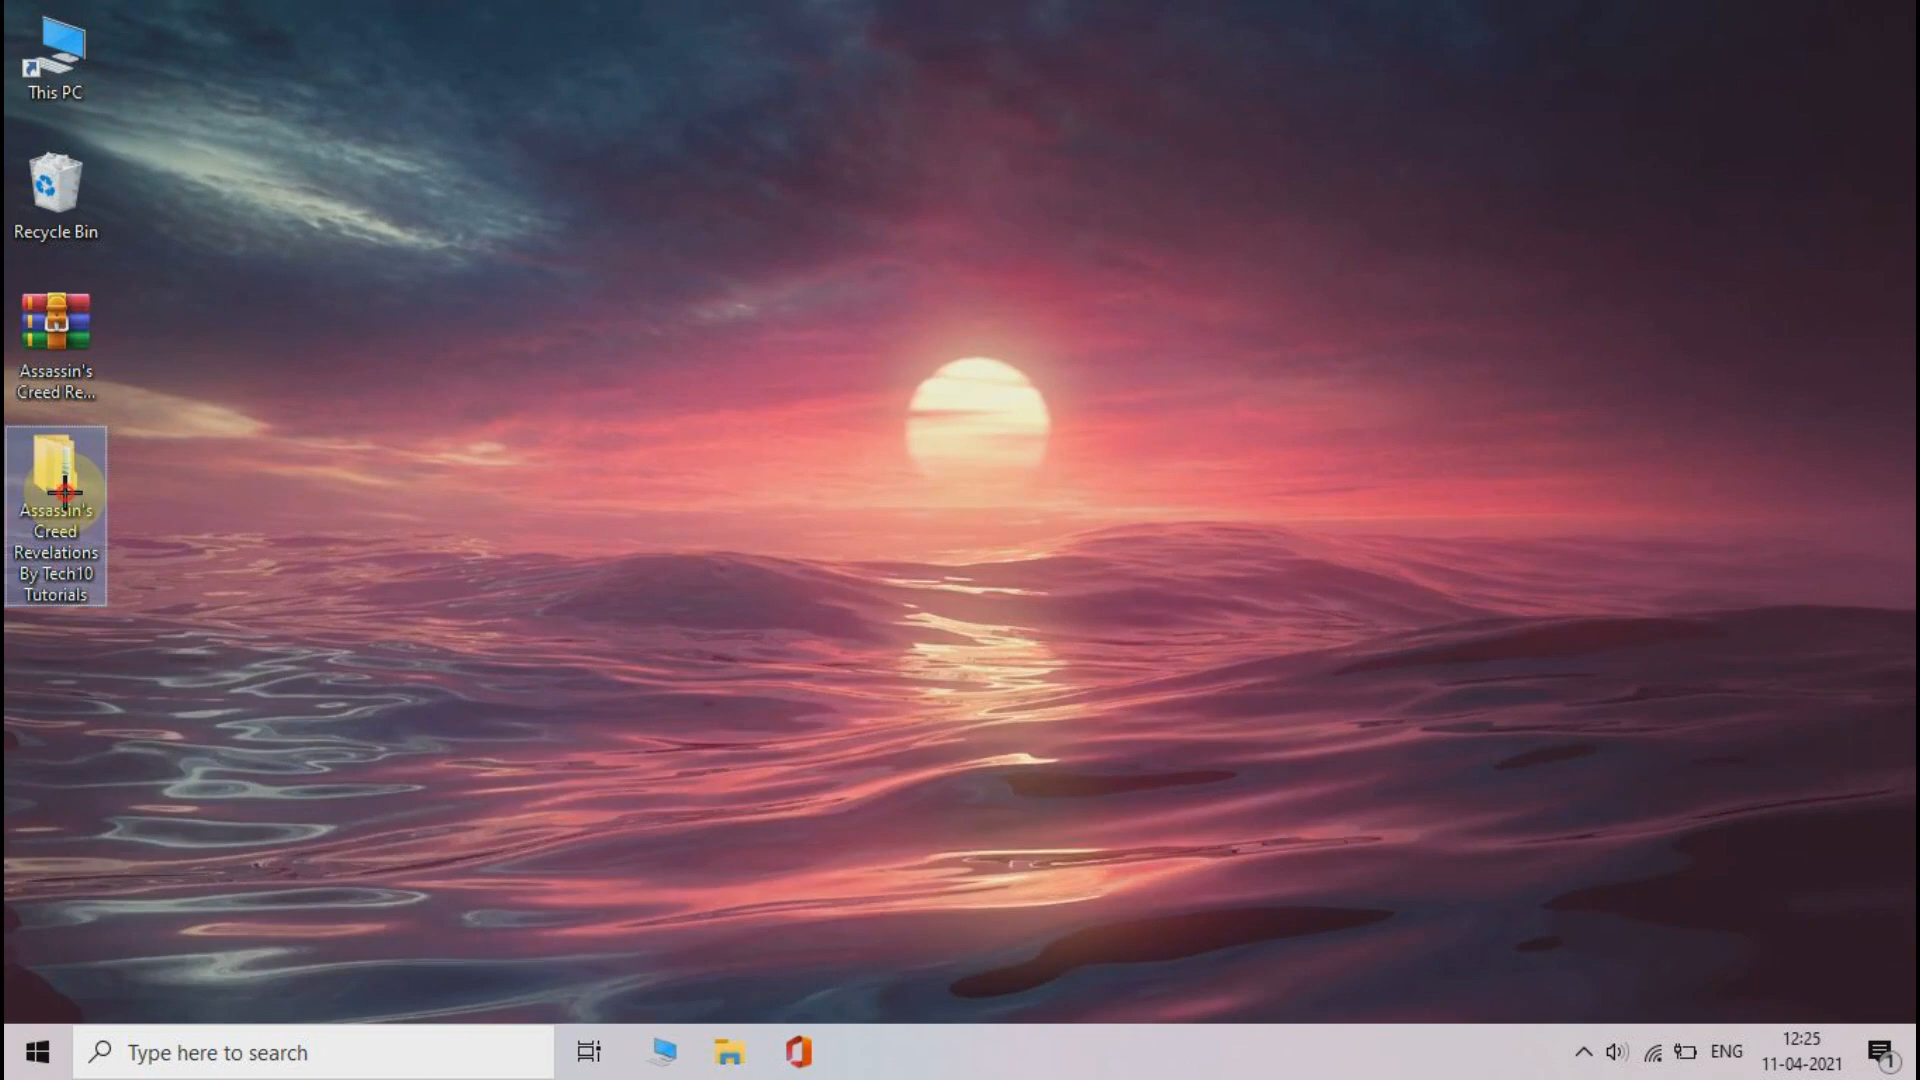 This PC
Recycle Bin
Assassin's
Creed Re...
Assassin's
Creed
Revelations
By Tech10
Tutorials
Type here to search
ENG
12:25
11-04-2021
1